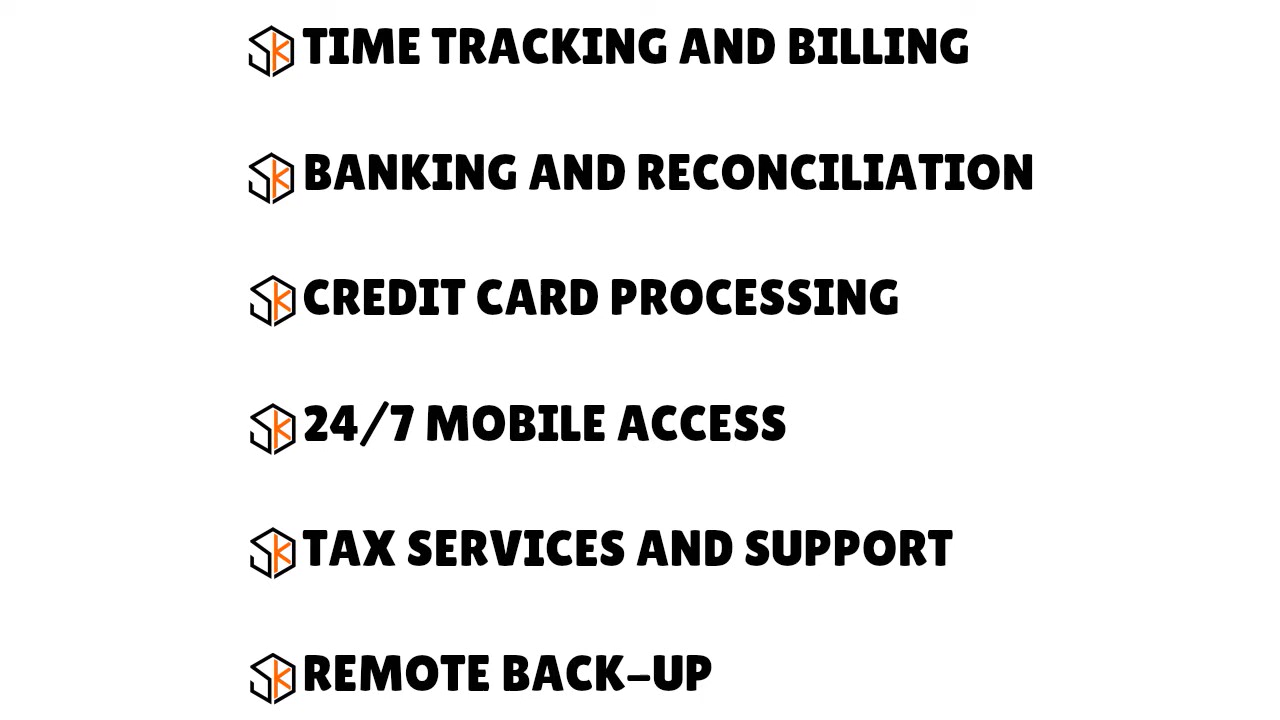 TIME TRACKING AND BILLING
BANKING AND RECONCILIATION
CREDIT CARD PROCESSING
24/7 MOBILE ACCESS
TAX SERVICES AND SUPPORT
REMOTE BACK-UP